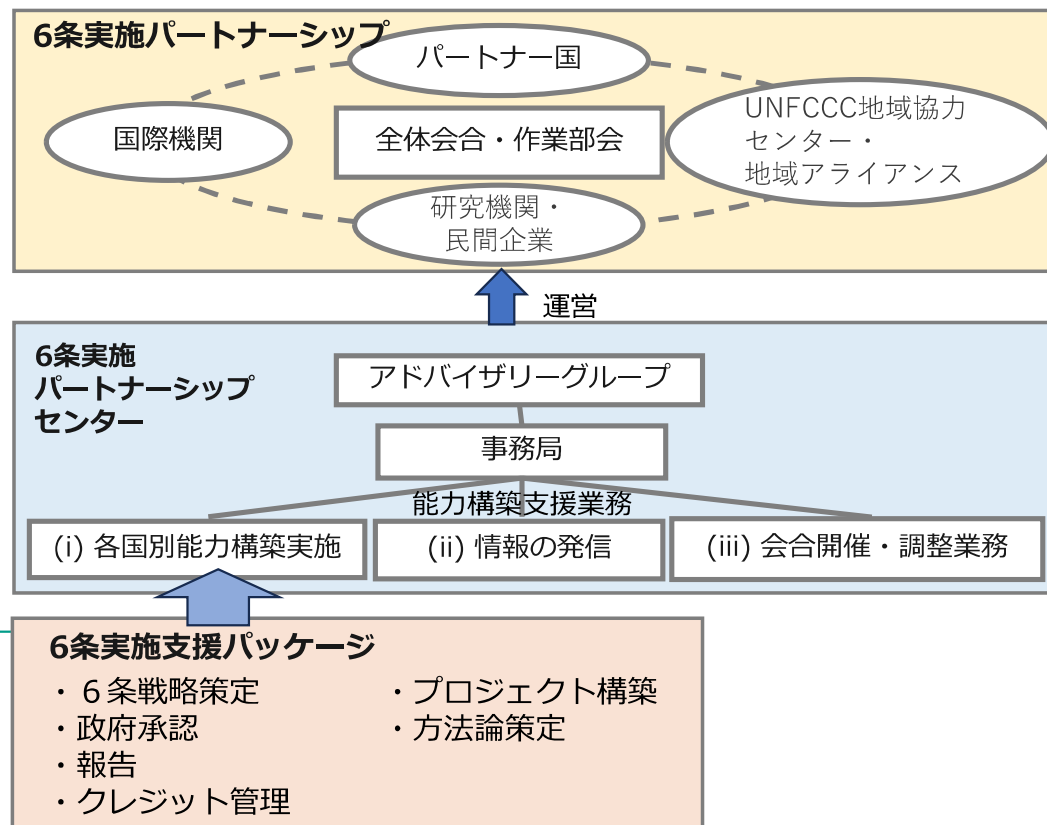 6条実施パートナーシップ
パートナー国
国際機関
全体会合・作業部会
UNFCCC地域協力
センター・
地域アライアンス
研究機関・
民間企業
運営
6条実施
パートナーシップ
センター
アドバイザリーグループ
事務局
能力構築支援業務
(i) 各国別能力構築実施
(ii) 情報の発信
(iii) 会合開催・調整業務
6条実施支援パッケージ
・６条戦略策定
・政府承認
・報告
・クレジット管理
・プロジェクト構築
・方法論策定